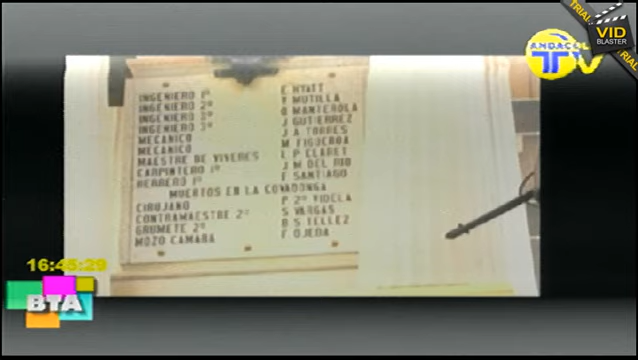 TRIAL
VID
BLASTER
TRIAL
ANDACOLLO
TV
INGENIERO 1º E HYATT
INGENIERO 2º V MUTILLA
INGENIERO 3º D MANTEROLA
INGENIERO 3º J GUTIERREZ
MECANICO J A TORRES
MECANICO M FIGUEROA
MAESTRE DE VIVERES L P CLARET
CARPINTERO 1º J M DEL RIO
HERRERO 1º F SANTIAGO
MUERTOS EN LA COVADONGA
CIRUJANO P 2º VIDELA
CONTRAMAESTRE 2º S VARGAS
GRUMETE 2º B S TELLEZ
MOZO CAMARA F OJEDA
16:45:29
BTA